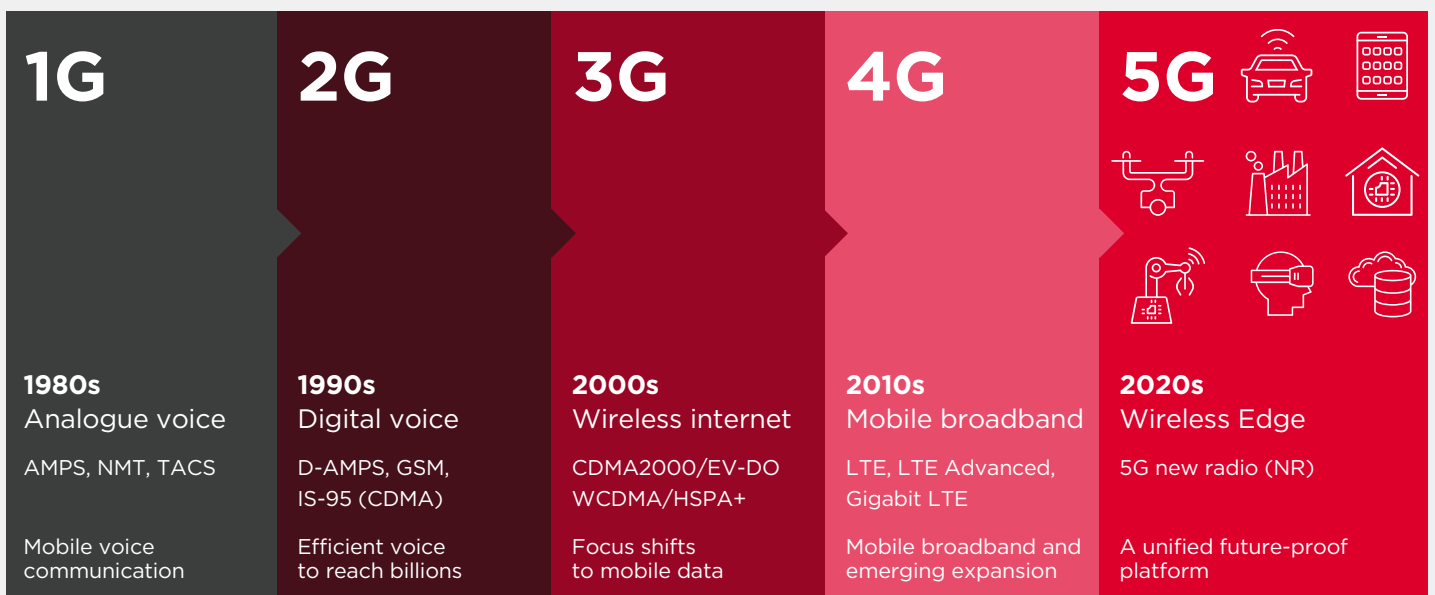 1G
1980s
Analogue voice
AMPS, NMT, TACS
Mobile voice
communication
2G
1990s
Digital voice
D-AMPS, GSM,
IS-95 (CDMA)
Efficient voice
to reach billions
3G
2000s
Wireless internet
CDMA2000/EV-DO
WCDMA/HSPA+
Focus shifts
to mobile data
4G
2010s
Mobile broadband
LTE, LTE Advanced,
Gigabit LTE
Mobile broadband and
emerging expansion
5G
2020s
Wireless Edge
5G new radio (NR)
A unified future-proof
platform